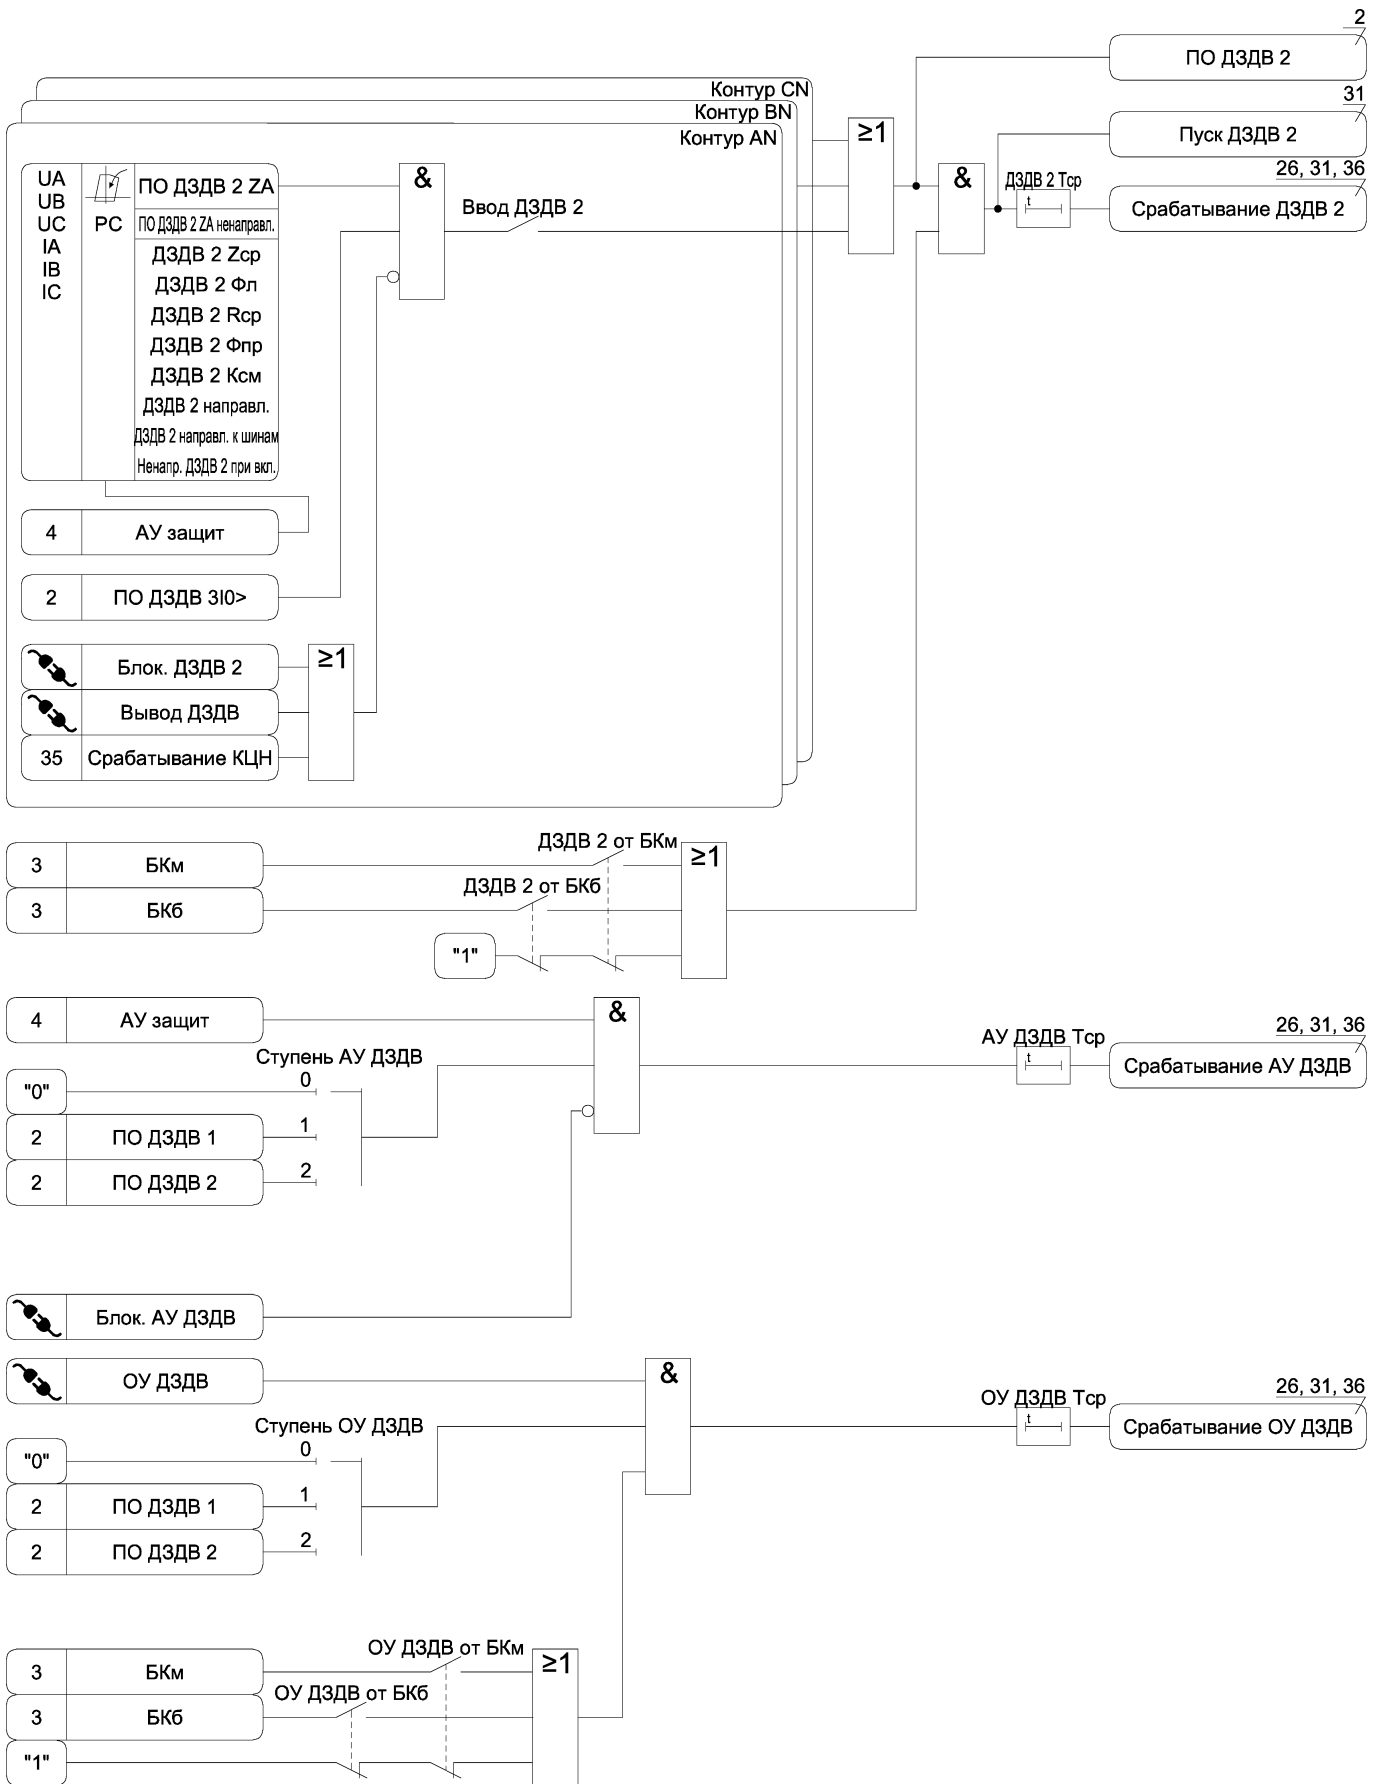 2
ПО ДЗДВ 2
31
Пуск ДЗДВ 2
26, 31, 36
ДЗДВ 2 Тср
Срабатывание ДЗДВ 2
Контур CN
Контур BN
Контур AN
≥1
&
&
UA
UB
UC
IA
IB
IC
РС
ПО ДЗДВ 2 ZA
ПО ДЗДВ 2 ZA ненаправл.
ДЗДВ 2 Zср
ДЗДВ 2 Фл
ДЗДВ 2 Rср
ДЗДВ 2 Фпр
ДЗДВ 2 Ксм
ДЗДВ 2 направл.
ДЗДВ 2 направл. к шинам
Ненапр. ДЗДВ 2 при вкл.
Ввод ДЗДВ 2
t
4 АУ защит
2 ПО ДЗДВ 3I0>
Блок. ДЗДВ 2
≥1
Вывод ДЗДВ
35 Срабатывание КЦН
ДЗДВ 2 от БКм
≥1
3 БКм
ДЗДВ 2 от БКб
3 БКб
"1"
4 АУ защит
&
Ступень АУ ДЗДВ
АУ ДЗДВ Тср
t
26, 31, 36
Срабатывание АУ ДЗДВ
"0" 0
2 ПО ДЗДВ 1 1
2 ПО ДЗДВ 2 2
Блок. АУ ДЗДВ
ОУ ДЗДВ
&
Ступень ОУ ДЗДВ
ОУ ДЗДВ Тср
t
26, 31, 36
Срабатывание ОУ ДЗДВ
"0" 0
2 ПО ДЗДВ 1 1
2 ПО ДЗДВ 2 2
ОУ ДЗДВ от БКм
≥1
3 БКм
ОУ ДЗДВ от БКб
3 БКб
"1"